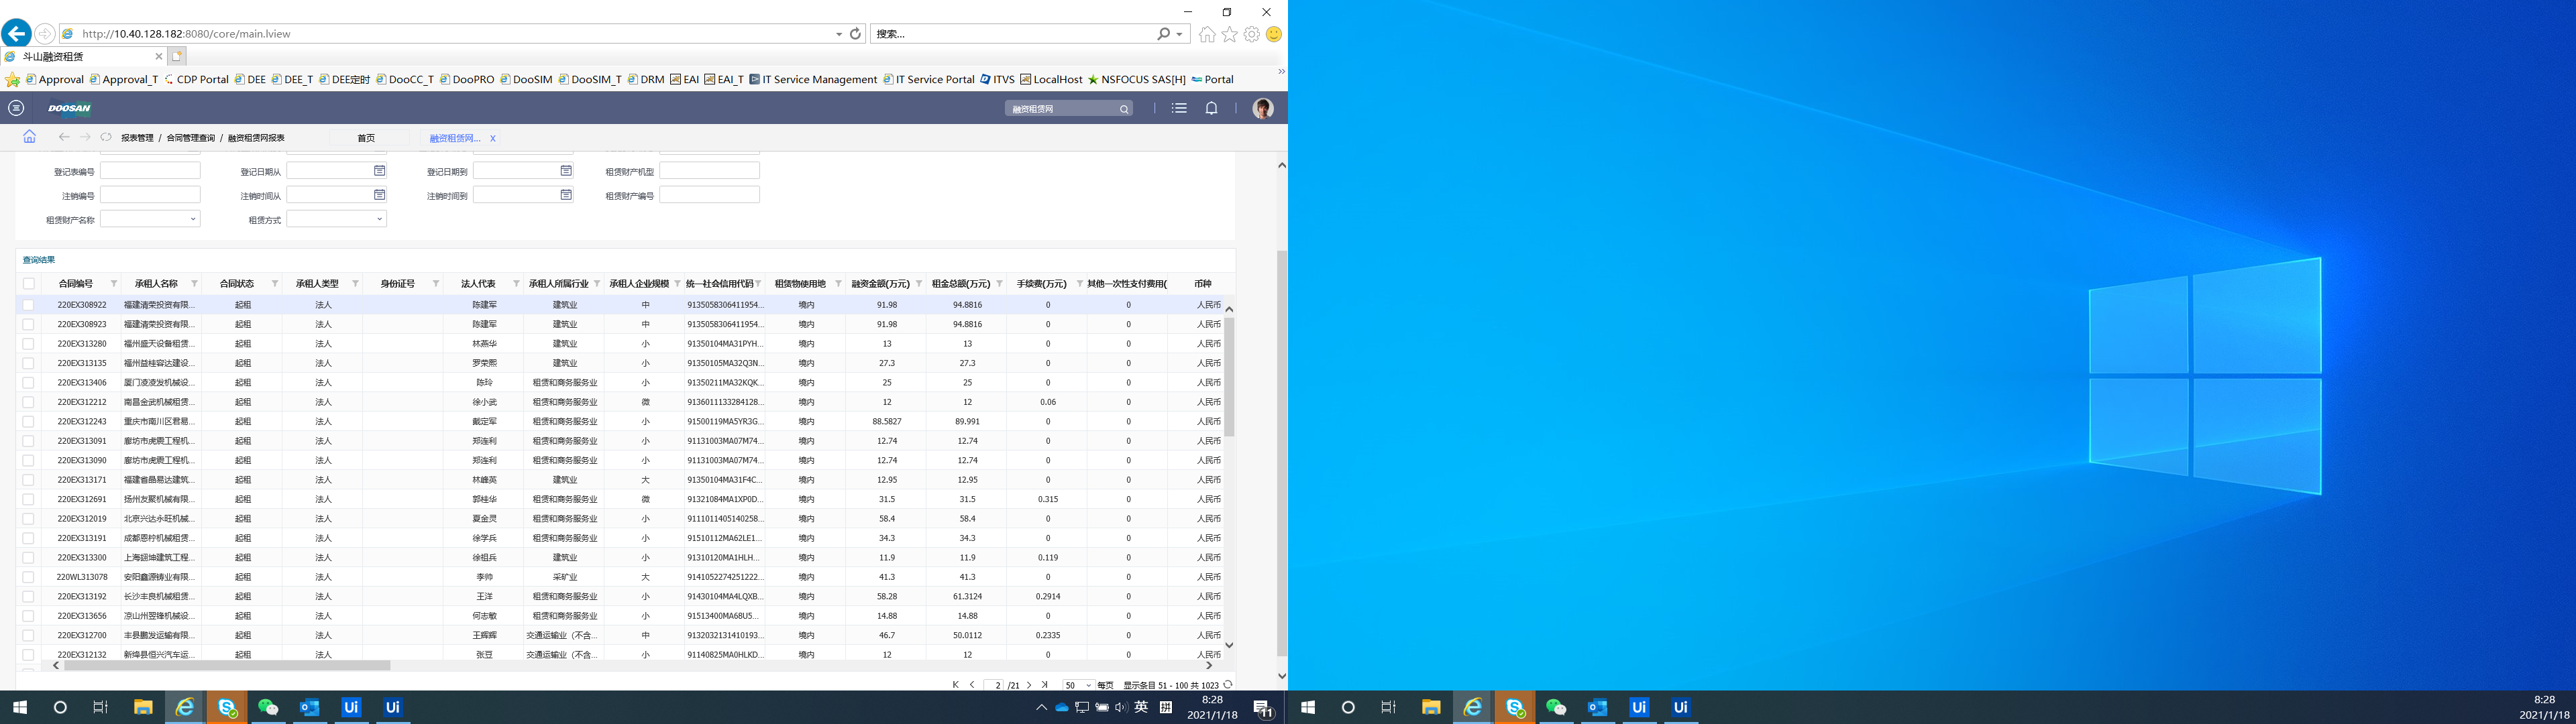 http://10.40.128.182:8080/core/main.lview
搜索...
斗山融资租赁
Approval Approval_T CDP Portal DEE DEE_T DEE定时 DooCC_T DooPRO DooSIM DooSIM_T DRM EAI EAI_T IT Service Management IT Service Portal ITVS LocalHost NSFOCUS SAS[H] Portal
DOOSAN 融资租赁网
报表管理 / 合同管理查询 / 融资租赁网报表 首页 融资租赁网... x
登记表编号 登记日期从 登记日期到 租赁财产机型
注销编号 注销时间从 注销时间到 租赁财产编号
租赁财产名称 租赁方式
查询结果
合同编号 承租人名称 合同状态 承租人类型 身份证号 法人代表 承租人所属行业 承租人企业规模 统一社会信用代码 租赁物使用地 融资金额(万元) 租金总额(万元) 手续费(万元) 其他一次性支付费用( 币种
220EX308922 福建清荣投资有限... 起租 法人 陈建军 建筑业 中 9135058306411954... 境内 91.98 94.8816 0 0 人民币
220EX308923 福建清荣投资有限... 起租 法人 陈建军 建筑业 中 9135058306411954... 境内 91.98 94.8816 0 0 人民币
220EX313280 福州盛天设备租赁... 起租 法人 林燕华 建筑业 小 91350104MA31PYH... 境内 13 13 0 0 人民币
220EX313135 福州益桂容达建设... 起租 法人 罗荣熙 建筑业 小 91350105MA32Q3N... 境内 27.3 27.3 0 0 人民币
220EX313406 厦门凌凌发机械设... 起租 法人 陈玲 租赁和商务服务业 小 91350211MA32KQK... 境内 25 25 0 0 人民币
220EX312212 南昌金武机械租赁... 起租 法人 徐小武 租赁和商务服务业 微 9136011133284128... 境内 12 12 0.06 0 人民币
220EX312243 重庆市南川区君易... 起租 法人 戴定军 租赁和商务服务业 小 91500119MA5YR3G... 境内 88.5827 89.991 0 0 人民币
220EX313091 廊坊市虎震工程机... 起租 法人 郑连利 租赁和商务服务业 小 91131003MA07M74... 境内 12.74 12.74 0 0 人民币
220EX313090 廊坊市虎震工程机... 起租 法人 郑连利 租赁和商务服务业 小 91131003MA07M74... 境内 12.74 12.74 0 0 人民币
220EX313171 福建省晶易达建筑... 起租 法人 林峰英 建筑业 大 91350104MA31F4C... 境内 12.95 12.95 0 0 人民币
220EX312691 扬州友聚机械有限... 起租 法人 郭桂华 租赁和商务服务业 微 91321084MA1XP0D... 境内 31.5 31.5 0.315 0 人民币
220EX312019 北京兴达永旺机械... 起租 法人 夏金灵 租赁和商务服务业 小 9111011405140258... 境内 58.4 58.4 0 0 人民币
220EX313191 成都恩柠机械租赁... 起租 法人 徐学兵 租赁和商务服务业 小 91510112MA62LE1... 境内 34.3 34.3 0 0 人民币
220EX313300 上海翃坤建筑工程... 起租 法人 徐祖兵 建筑业 小 91310120MA1HLH... 境内 11.9 11.9 0.119 0 人民币
220WL313078 安阳鑫源铸业有限... 起租 法人 李帅 采矿业 大 9141052274251222... 境内 41.3 41.3 0 0 人民币
220EX313192 长沙丰良机械租赁... 起租 法人 王洋 租赁和商务服务业 小 91430104MA4LQXB... 境内 58.28 61.3124 0.2914 0 人民币
220EX313656 凉山州翌锋机械设... 起租 法人 何志敏 租赁和商务服务业 小 91513400MA68U5... 境内 14.88 14.88 0 0 人民币
220EX312700 丰县鹏发运输有限... 起租 法人 王辉辉 交通运输业（不含... 中 9132032131410193... 境内 46.7 50.0112 0.2335 0 人民币
220EX312132 新绛县恒兴汽车运... 起租 法人 张豆 交通运输业（不含... 小 91140825MA0HLKD... 境内 12 12 0 0 人民币
2 /21 50 每页 显示条目 51 - 100 共 1023
英 拼 8:28 2021/1/18 11
8:28
2021/1/18